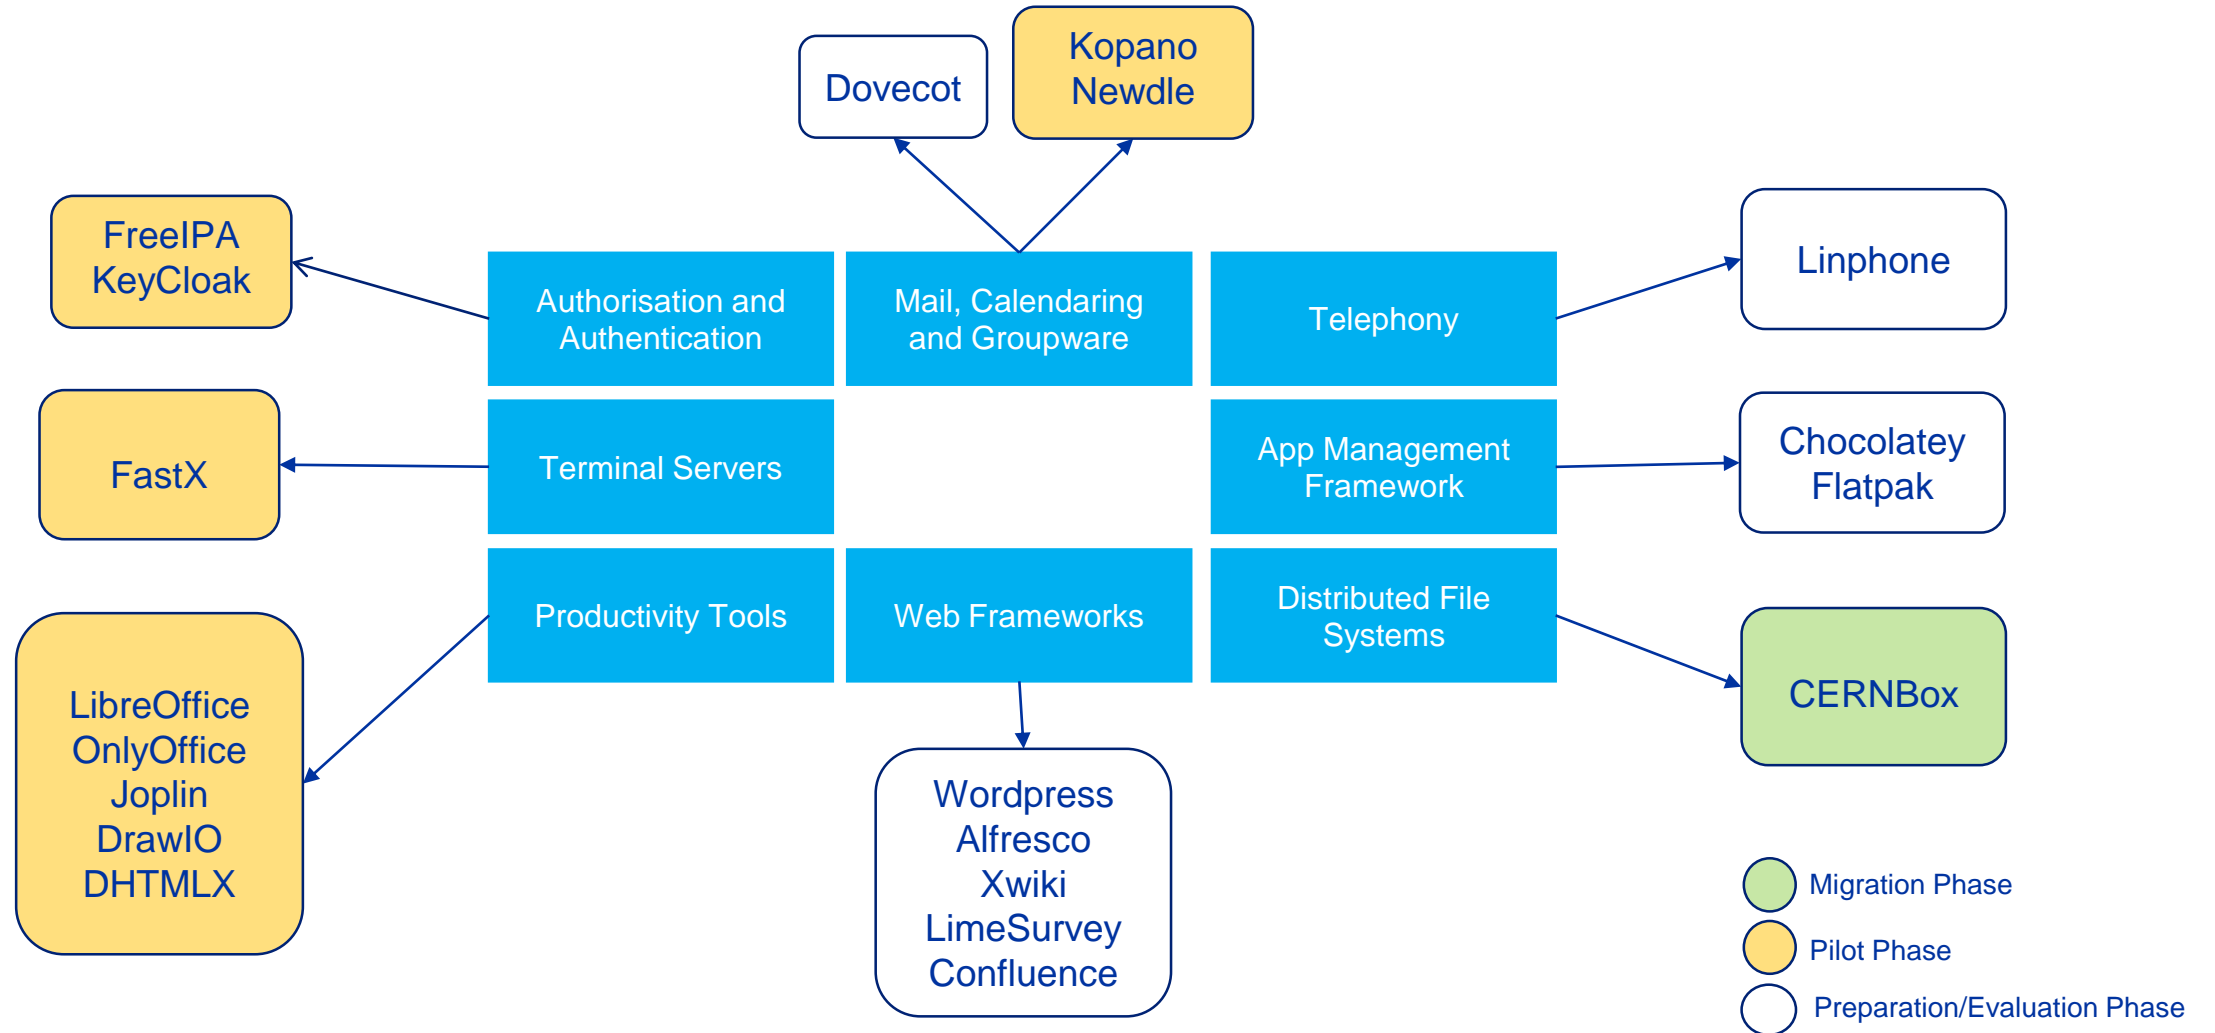 Dovecot
Kopano
Newdle
FreeIPA
KeyCloak
Authorisation and
Authentication
Mail, Calendaring
and Groupware
Telephony
Linphone
FastX
Terminal Servers
App Management
Framework
Chocolatey
Flatpak
Productivity Tools
Web Frameworks
Distributed File
Systems
CERNBox
LibreOffice
OnlyOffice
Joplin
DrawIO
DHTMLX
Wordpress
Alfresco
Xwiki
LimeSurvey
Confluence
Migration Phase
Pilot Phase
Preparation/Evaluation Phase